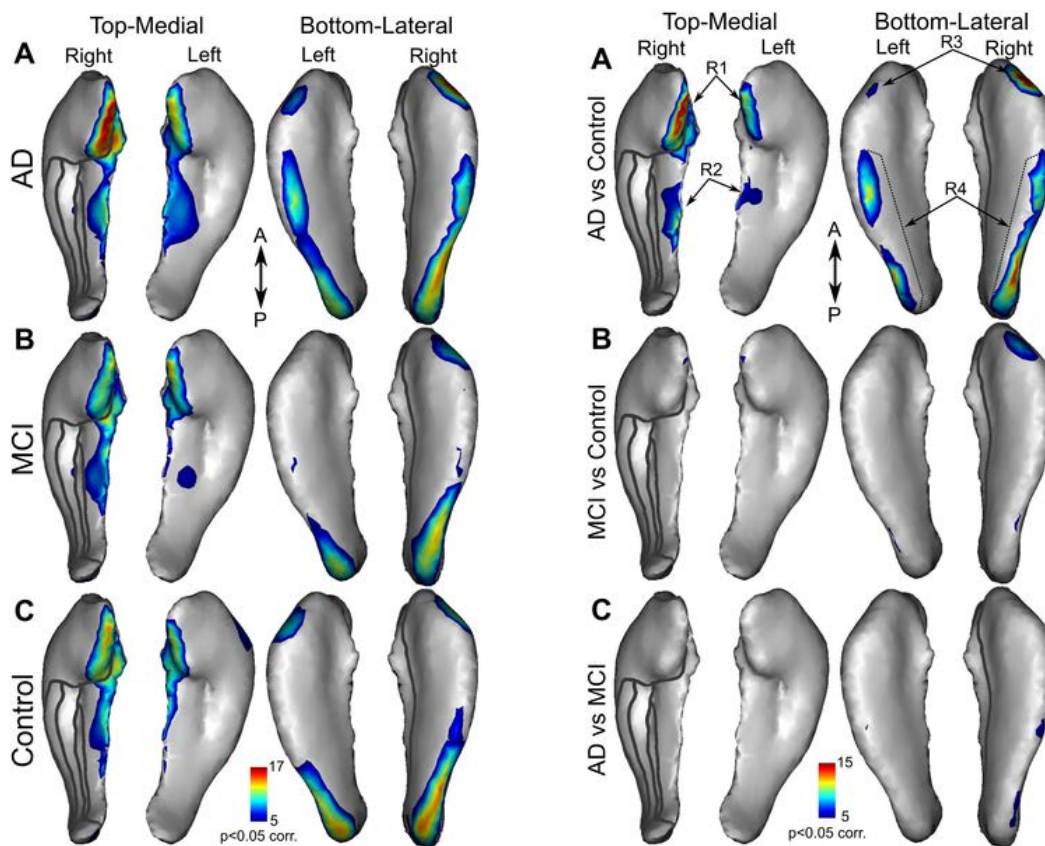 Top-Medial Bottom-Lateral
A Right Left Left Right
AD
A
P
B
MCI
C
Control
17
5
p<0.05 corr.
Top-Medial Bottom-Lateral
A Right Left Left R3 Right
R1
AD vs Control
R2
R4
A
P
B
MCI vs Control
C
AD vs MCI
15
5
p<0.05 corr.